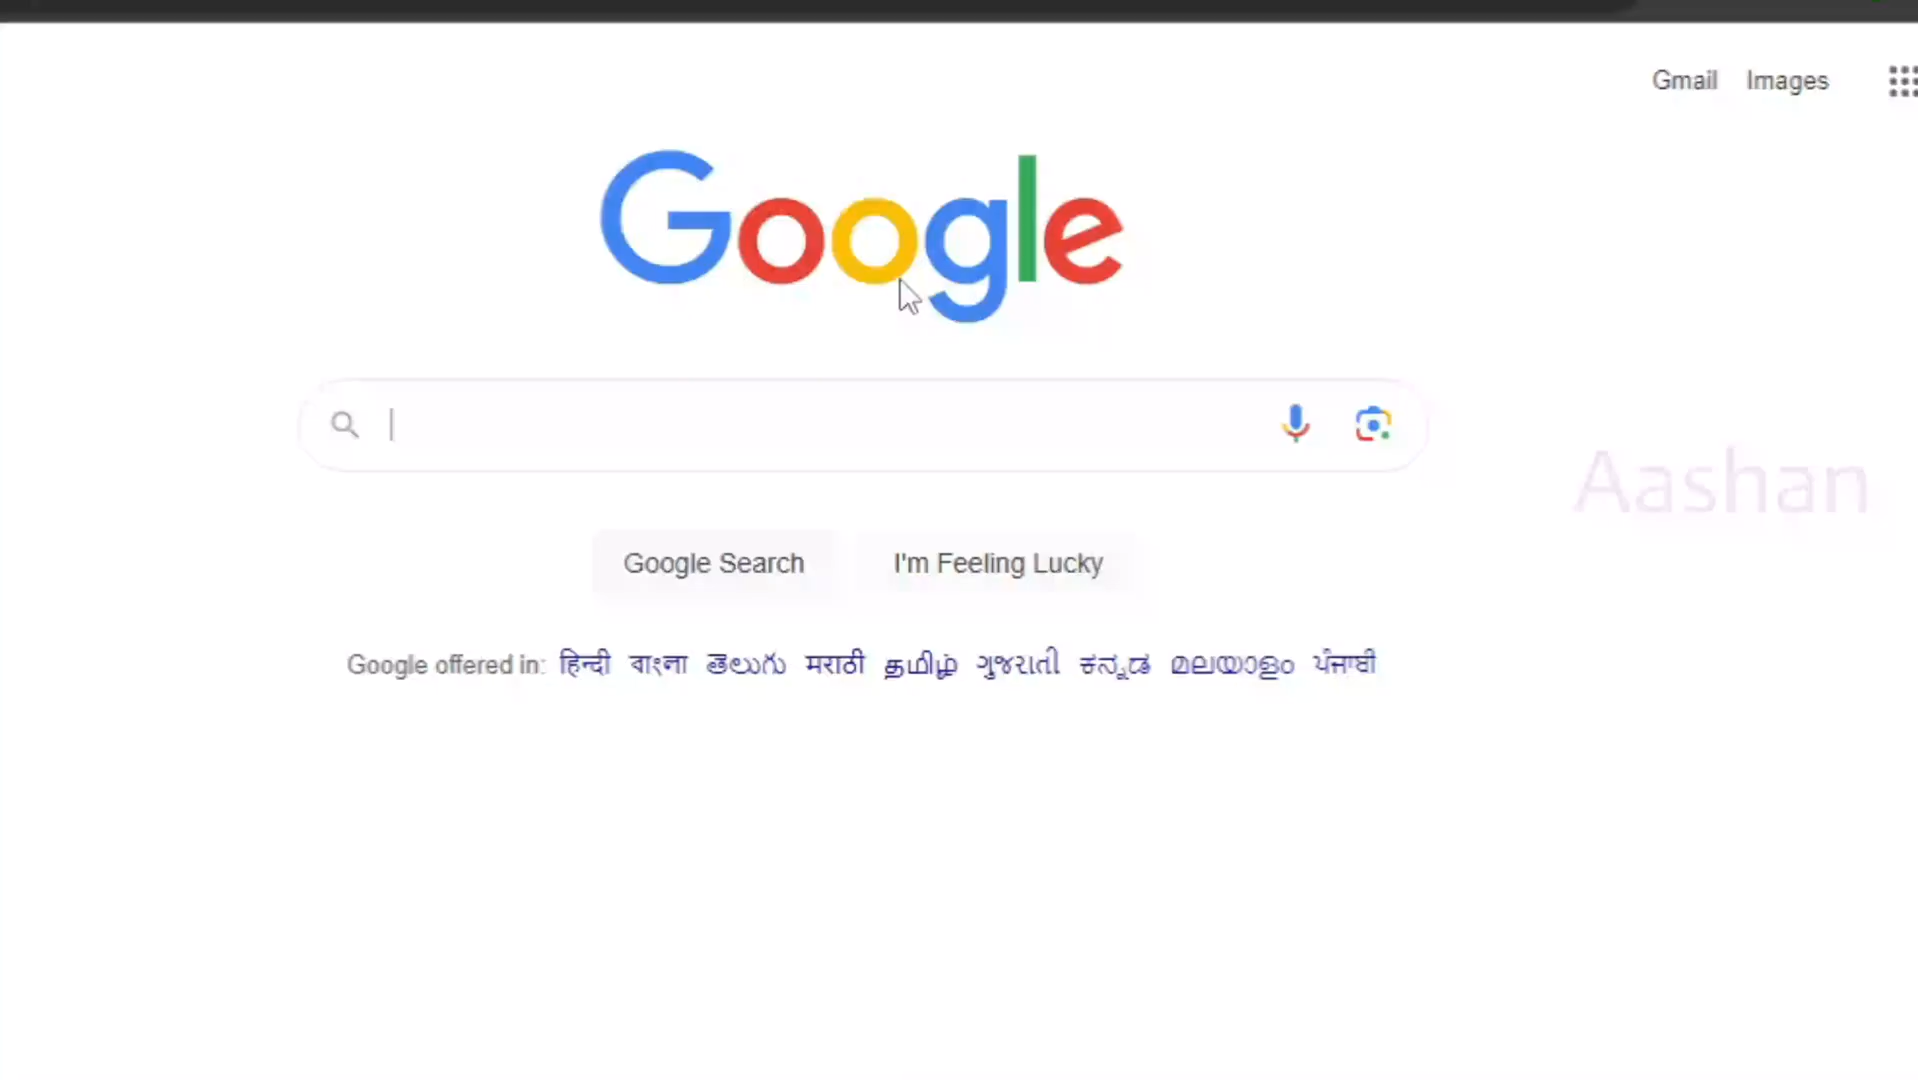 Gmail Images
Google
Aashan
Google Search I'm Feeling Lucky
Google offered in: हिन्दी বাংলা తెలుగు मराठी தமிழ் ગુજરાતી ಕನ್ನಡ മലയാളം ਪੰਜਾਬੀ